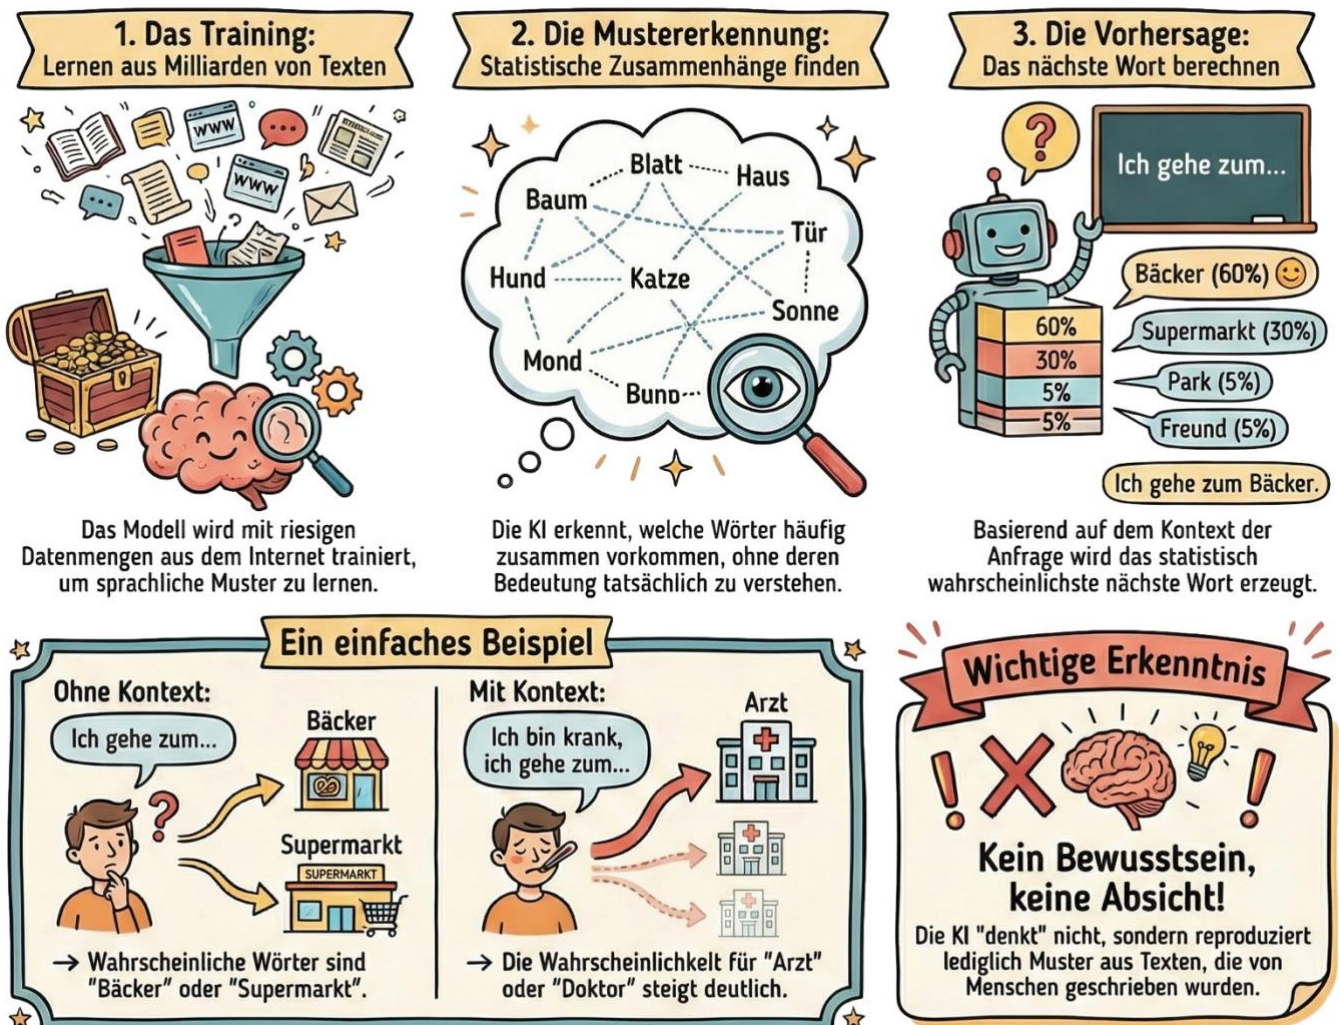 1. Das Training:
Lernen aus Milliarden von Texten
WWW
WWW
Das Modell wird mit riesigen
Datenmengen aus dem Internet trainiert,
um sprachliche Muster zu lernen.
2. Die Mustererkennung:
Statistische Zusammenhänge finden
Blatt
Haus
Baum
Tür
Hund
Katze
Sonne
Mond
Die KI erkennt, welche Wörter häufig
zusammen vorkommen, ohne deren
Bedeutung tatsächlich zu verstehen.
3. Die Vorhersage:
Das nächste Wort berechnen
?
Ich gehe zum...
Bäcker (60%)
60%
Supermarkt (30%)
30%
Park (5%)
5%
Freund (5%)
5%
Ich gehe zum Bäcker.
Basierend auf dem Kontext der
Anfrage wird das statistisch
wahrscheinlichste nächste Wort erzeugt.
Ein einfaches Beispiel
Ohne Kontext:
Ich gehe zum...
?
Bäcker
Supermarkt
SUPERMARKT
→ Wahrscheinliche Wörter sind
"Bäcker" oder "Supermarkt".
Mit Kontext:
Ich bin krank,
ich gehe zum...
Arzt
→ Die Wahrscheinlichkelt für "Arzt"
oder "Doktor" steigt deutlich.
Wichtige Erkenntnis
! !
Kein Bewusstsein,
keine Absicht!
Die KI "denkt" nicht, sondern reproduziert
lediglich Muster aus Texten, die von
Menschen geschrieben wurden.